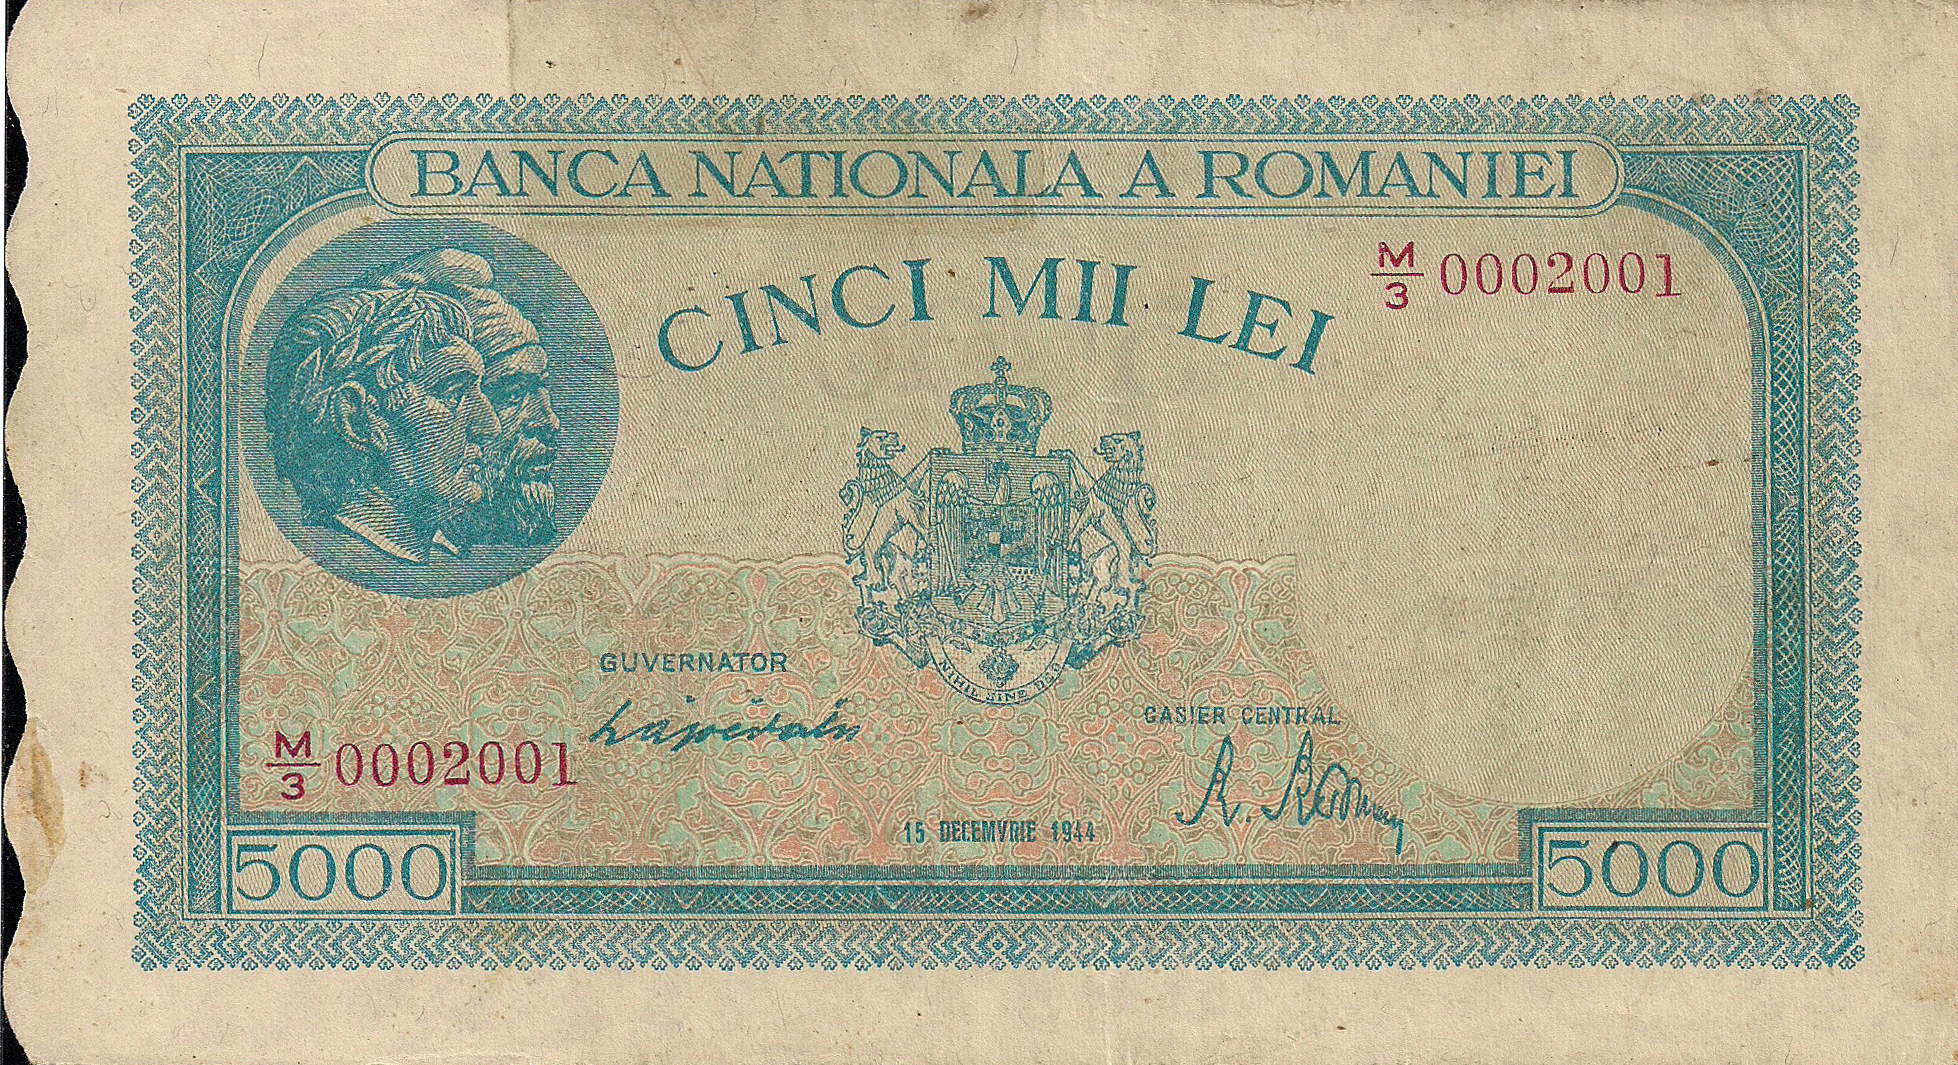 BANCA NATIONALA A ROMANIEI
CINCI MII LEI
M/3 0002001
NIHIL SINE DEO
GUVERNATOR
CASIER CENTRAL
M/3 0002001
15 DECEMVRIE 1944
5000
5000